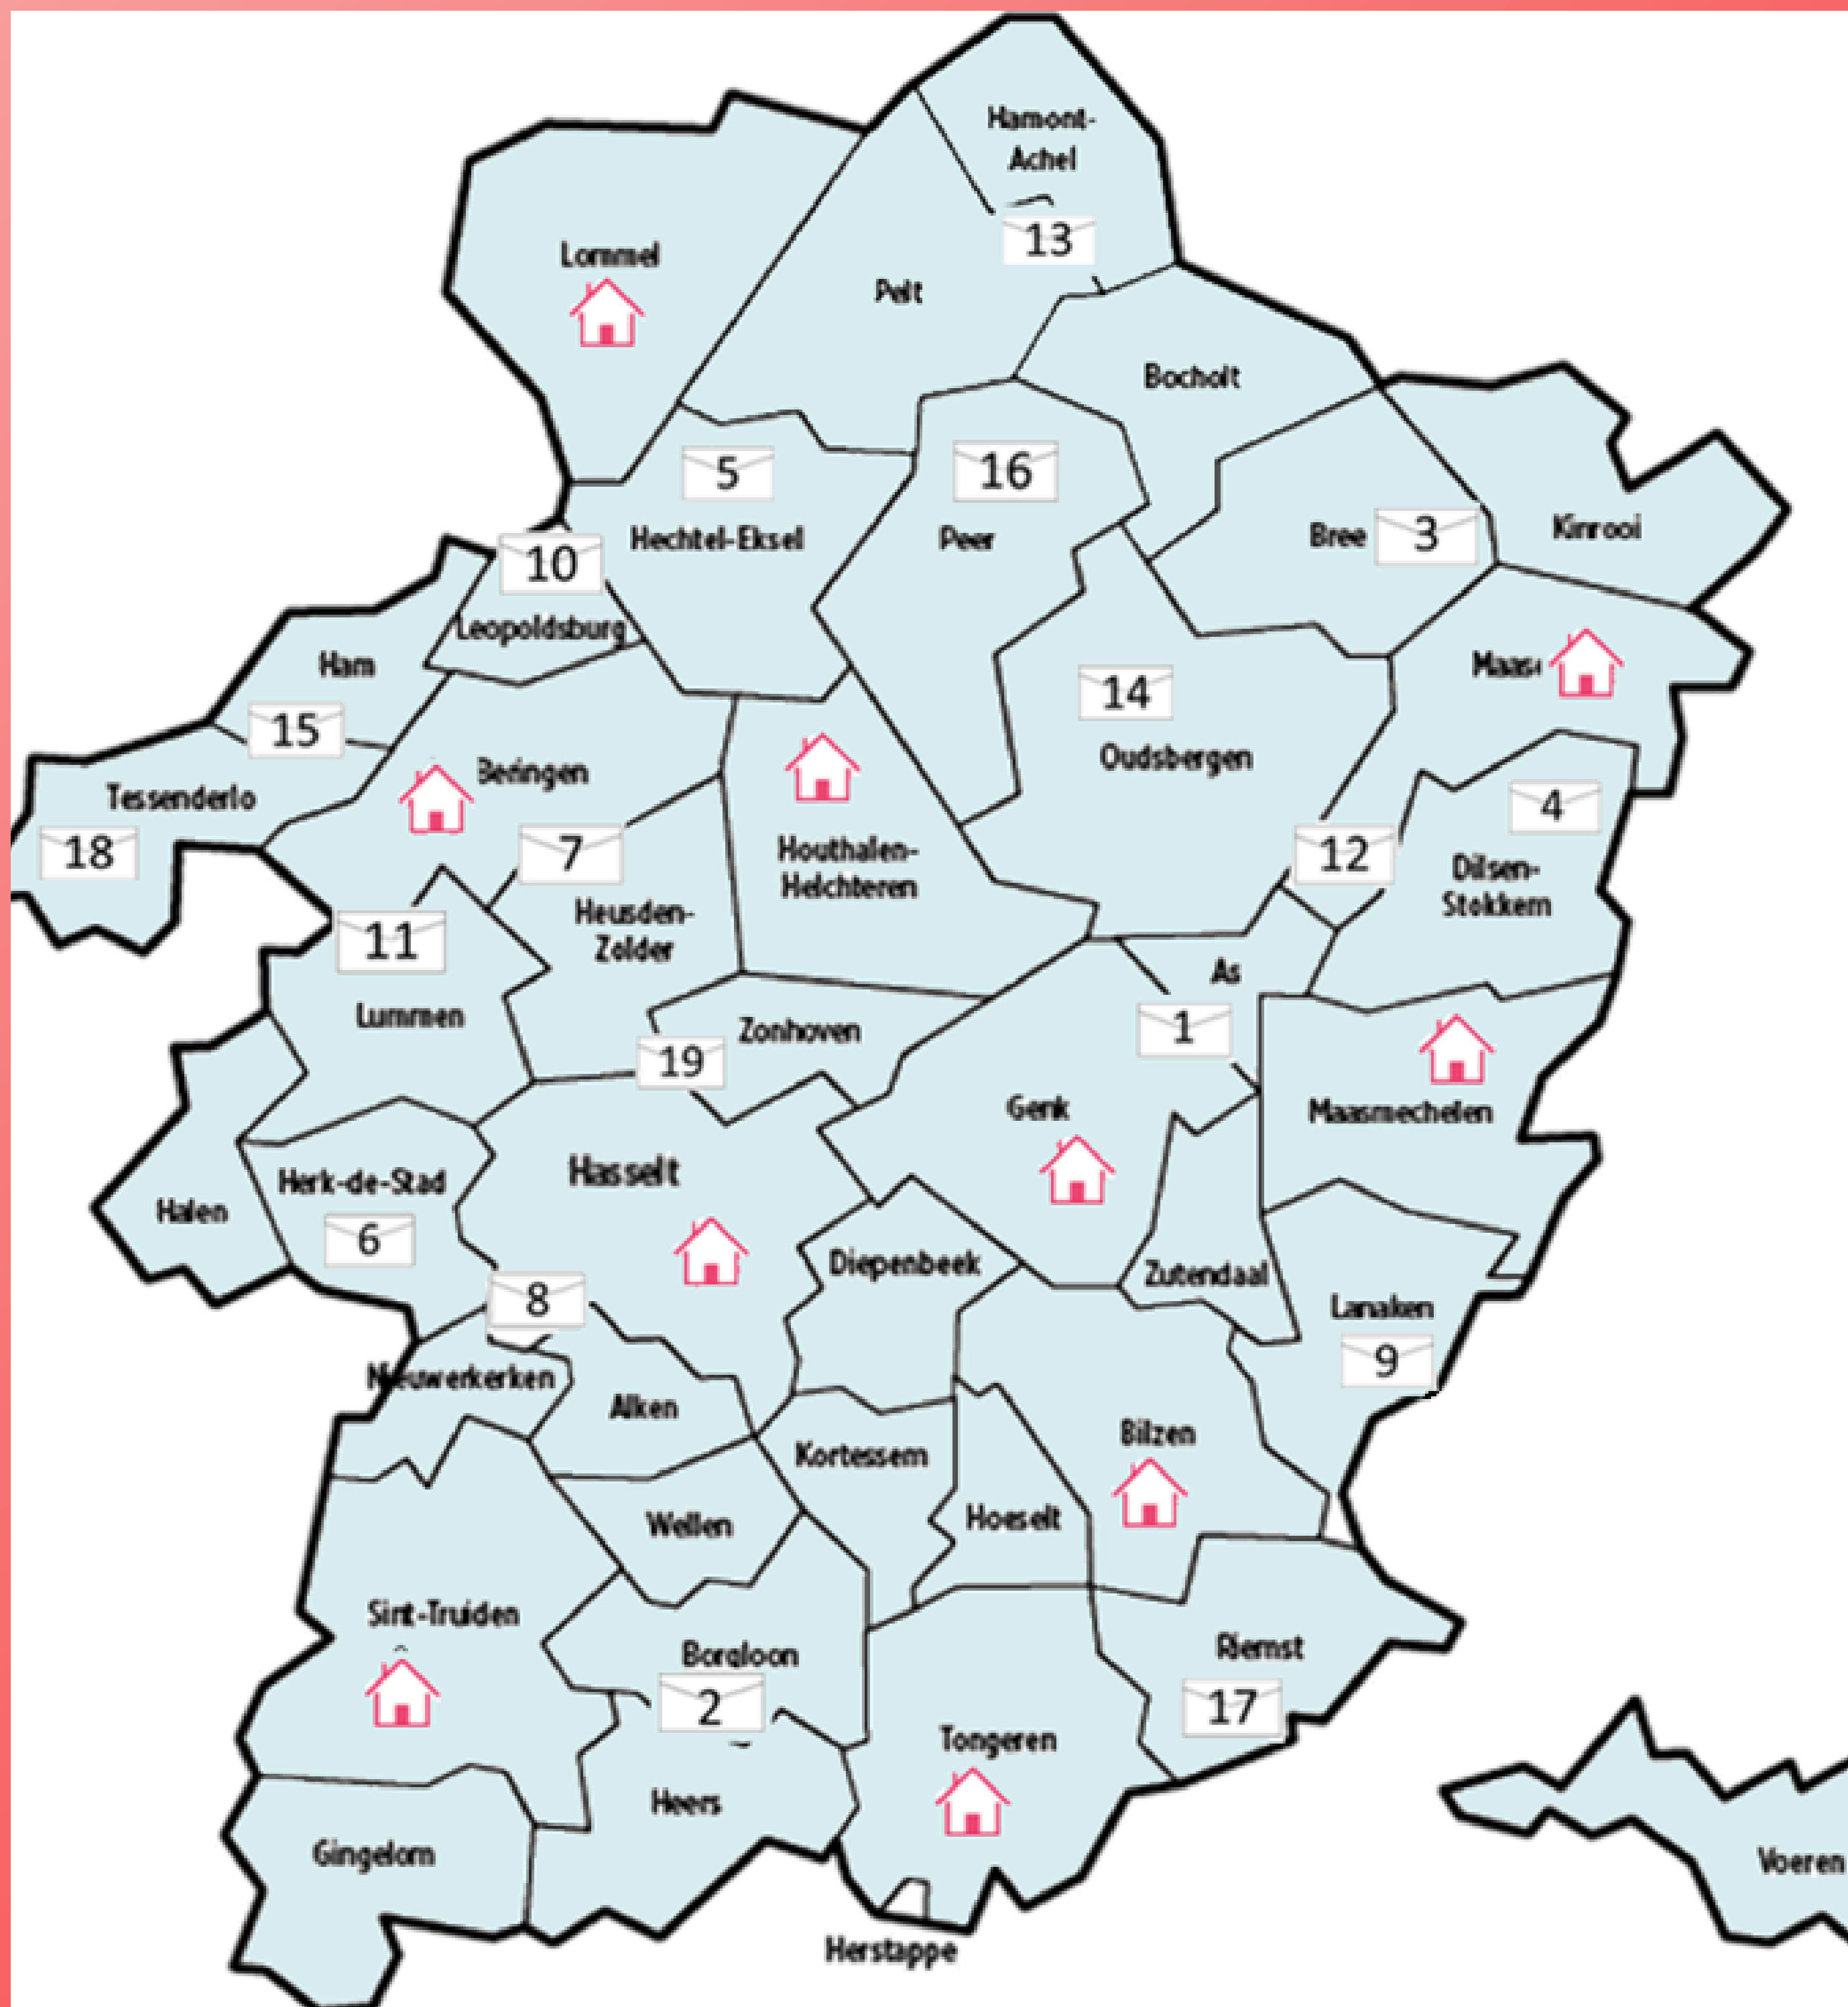 Hamont-
Achel
13
Lommel
Pelt
Bocholt
5
16
Hechtel-Eksel
Peer
Bree
3
Kinrooi
10
Leopoldsburg
Ham
14
15
Beringen
Oudsbergen
Tessenderlo
4
18
7
Houthalen-
Helchteren
12
Dilsen-
Stokkem
11
Heusden-
Zolder
As
Lummen
Zonhoven
1
19
Genk
Maasmechelen
Hasselt
Herk-de-Stad
Halen
6
Diepenbeek
Zutendaal
8
Lanaken
9
Nieuwerkerken
Alken
Bilzen
Kortessem
Wellen
Hoeselt
Sint-Truiden
Borgloon
Riemst
2
17
Tongeren
Heers
Gingelom
Voeren
Herstappe